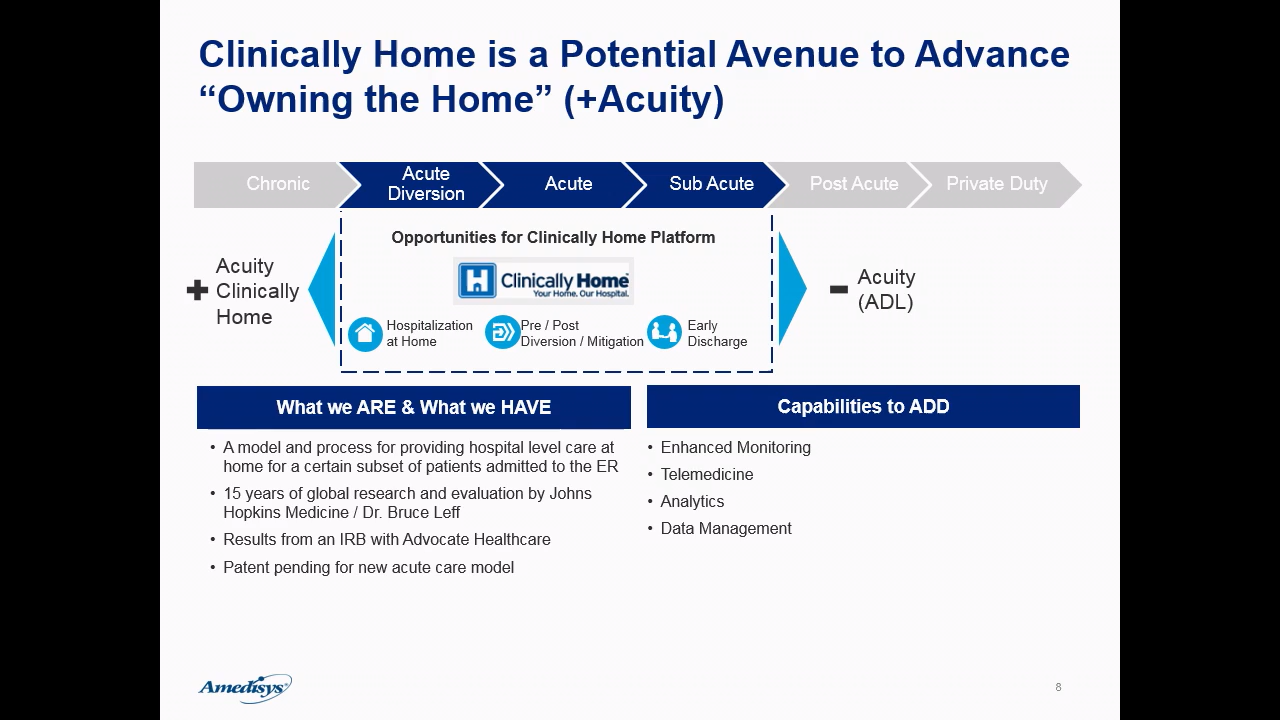 Clinically Home is a Potential Avenue to Advance
“Owning the Home” (+Acuity)
Chronic
Acute
Diversion
Acute
Sub Acute
Post Acute
Private Duty
Opportunities for Clinically Home Platform
+ Acuity
Clinically
Home
H Clinically Home
Your Home. Our Hospital.
Hospitalization
at Home
Pre / Post
Diversion / Mitigation
Early
Discharge
- Acuity
(ADL)
What we ARE & What we HAVE
• A model and process for providing hospital level care at
home for a certain subset of patients admitted to the ER
• 15 years of global research and evaluation by Johns
Hopkins Medicine / Dr. Bruce Leff
• Results from an IRB with Advocate Healthcare
• Patent pending for new acute care model
Capabilities to ADD
• Enhanced Monitoring
• Telemedicine
• Analytics
• Data Management
Amedisys
8